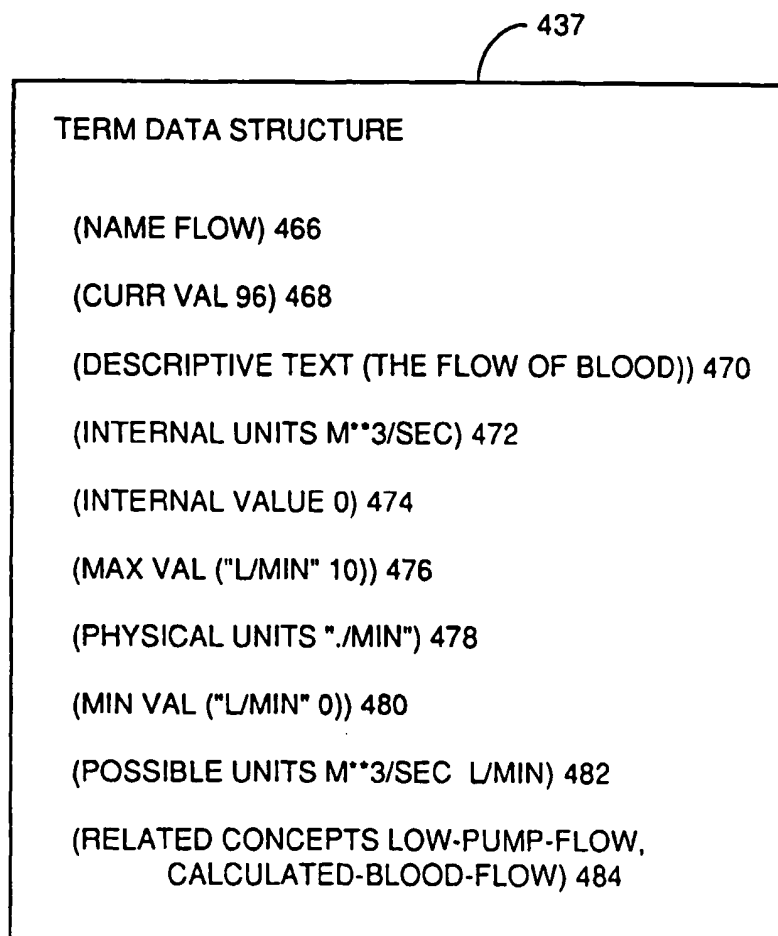 437
TERM DATA STRUCTURE
(NAME FLOW) 466
(CURR VAL 96) 468
(DESCRIPTIVE TEXT (THE FLOW OF BLOOD)) 470
(INTERNAL UNITS M**3/SEC) 472
(INTERNAL VALUE 0) 474
(MAX VAL ("L/MIN" 10)) 476
(PHYSICAL UNITS "./MIN") 478
(MIN VAL ("L/MIN" 0)) 480
(POSSIBLE UNITS M**3/SEC L/MIN) 482
(RELATED CONCEPTS LOW-PUMP-FLOW,
CALCULATED-BLOOD-FLOW) 484